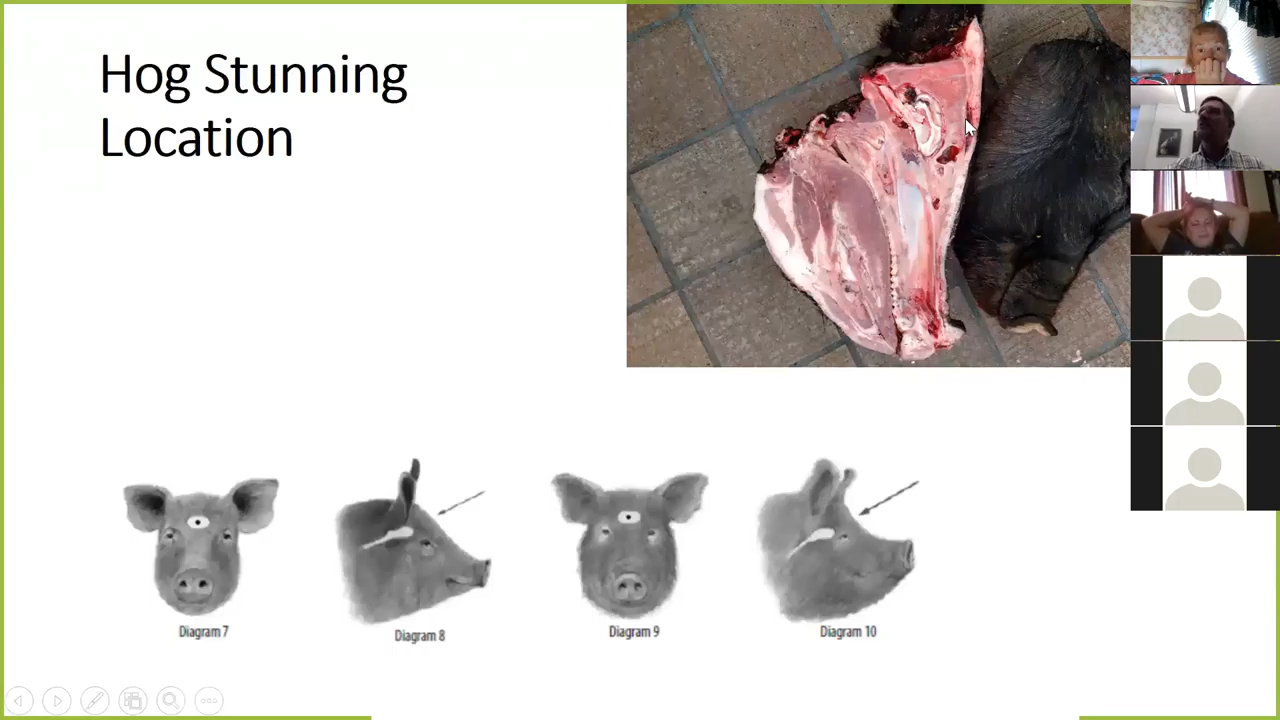 Hog Stunning
Location
Diagram 7
Diagram 8
Diagram 9
Diagram 10